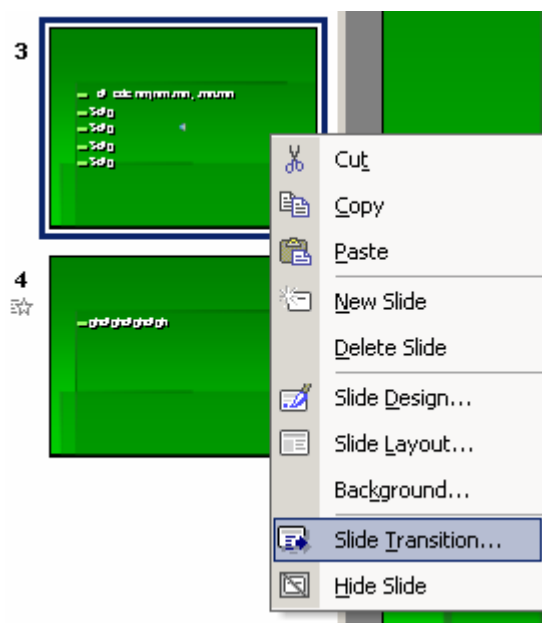 3
4
Cut
Copy
Paste
New Slide
Delete Slide
Slide Design...
Slide Layout...
Background...
Slide Transition...
Hide Slide